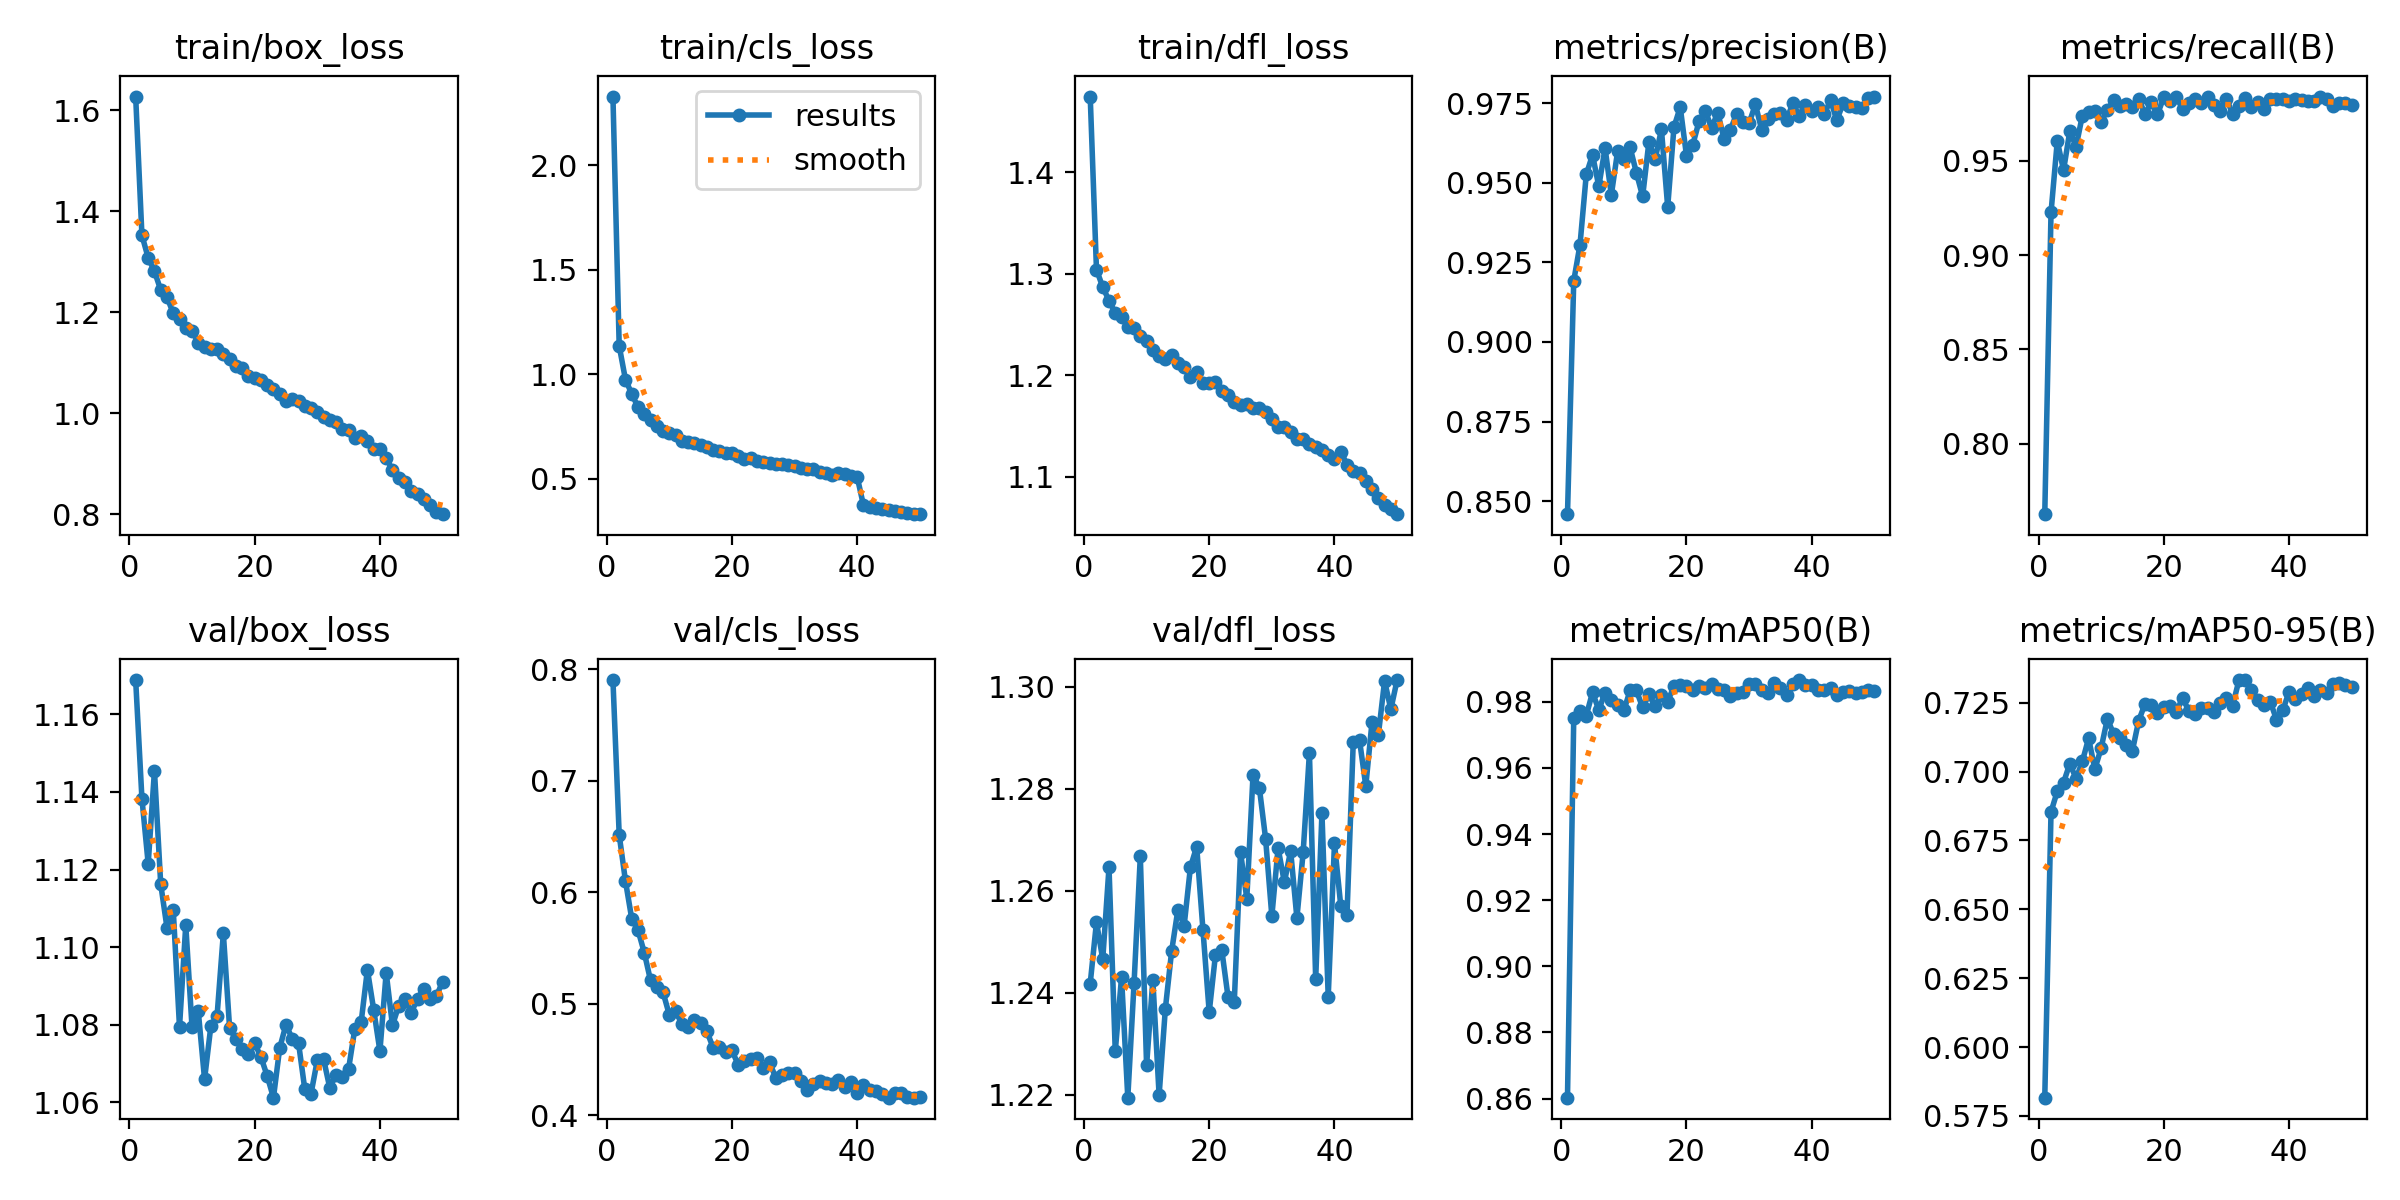 train/box_loss
1.6
1.4
1.2
1.0
0.8
0 20 40
train/cls_loss
results
smooth
2.0
1.5
1.0
0.5
0 20 40
train/dfl_loss
1.4
1.3
1.2
1.1
0 20 40
metrics/precision(B)
0.975
0.950
0.925
0.900
0.875
0.850
0 20 40
metrics/recall(B)
0.95
0.90
0.85
0.80
0 20 40
val/box_loss
1.16
1.14
1.12
1.10
1.08
1.06
0 20 40
val/cls_loss
0.8
0.7
0.6
0.5
0.4
0 20 40
val/dfl_loss
1.30
1.28
1.26
1.24
1.22
0 20 40
metrics/mAP50(B)
0.98
0.96
0.94
0.92
0.90
0.88
0.86
0 20 40
metrics/mAP50-95(B)
0.725
0.700
0.675
0.650
0.625
0.600
0.575
0 20 40